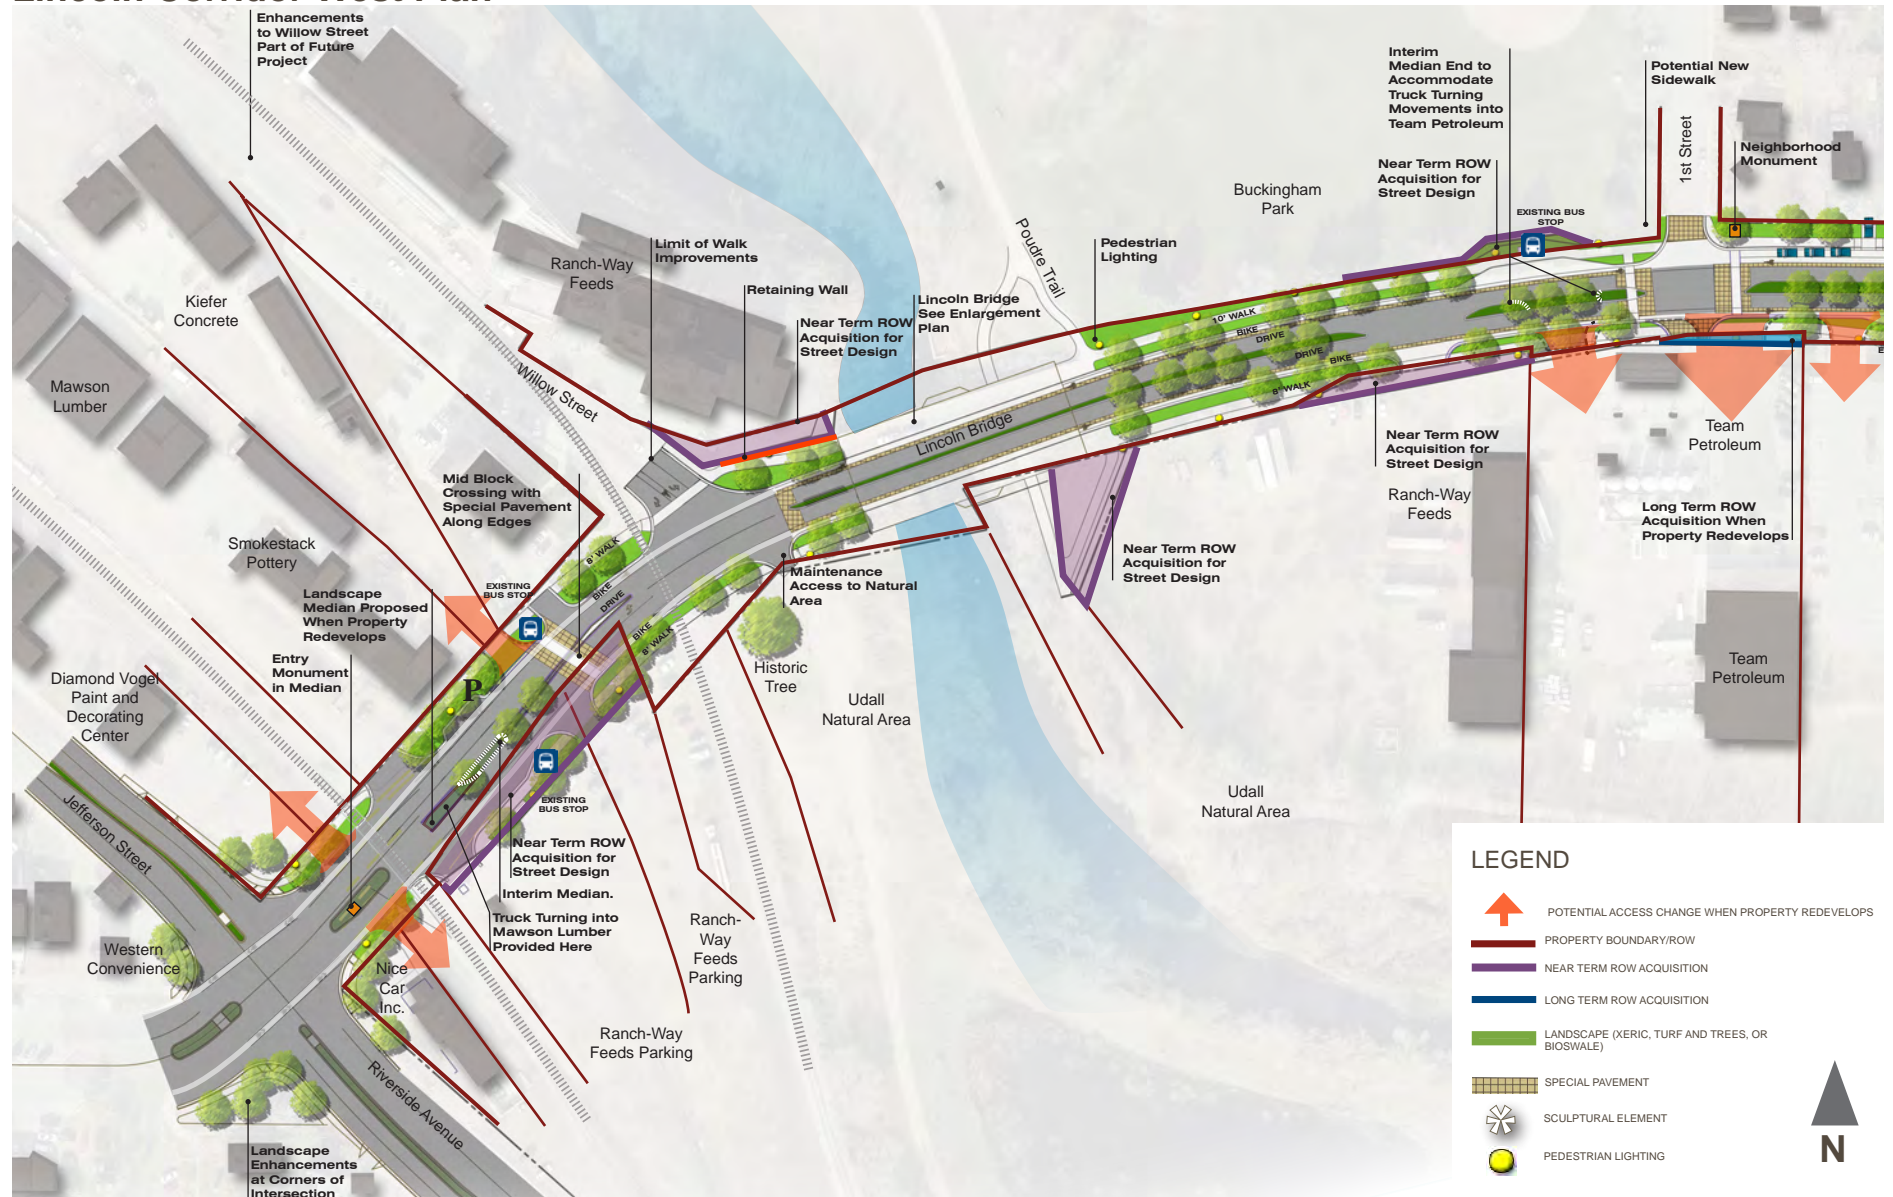 Lincoln Corridor West Plan
Enhancements
to Willow Street
Part of Future
Project
Interim
Median End to
Accommodate
Truck Turning
Movements into
Team Petroleum
Potential New
Sidewalk
1st Street
Neighborhood
Monument
Near Term ROW
Acquisition for
Street Design
Buckingham
Park
EXISTING BUS
STOP
Poudre Trail
Pedestrian
Lighting
Limit of Walk
Improvements
Ranch-Way
Feeds
Retaining Wall
Lincoln Bridge
See Enlargement
Plan
Near Term ROW
Acquisition for
Street Design
Kiefer
Concrete
10' WALK
BIKE
DRIVE
DRIVE
BIKE
8' WALK
Mawson
Lumber
Willow Street
Lincoln Bridge
Team
Petroleum
Near Term ROW
Acquisition for
Street Design
Ranch-Way
Feeds
Long Term ROW
Acquisition When
Property Redevelops
Mid Block
Crossing with
Special Pavement
Along Edges
Smokestack
Pottery
8' WALK
BIKE
DRIVE
EXISTING
BUS STOP
Near Term ROW
Acquisition for
Street Design
Maintenance
Access to Natural
Area
Landscape
Median Proposed
When Property
Redevelops
BIKE
8' WALK
Entry
Monument
in Median
P
Historic
Tree
Udall
Natural Area
Team
Petroleum
Diamond Vogel
Paint and
Decorating
Center
Udall
Natural Area
EXISTING
BUS STOP
Jefferson Street
Near Term ROW
Acquisition for
Street Design
Interim Median.
Truck Turning into
Mawson Lumber
Provided Here
Ranch-
Way
Feeds
Parking
Western
Convenience
Nice
Car
Inc.
Ranch-Way
Feeds Parking
Riverside Avenue
Landscape
Enhancements
at Corners of
Intersection
LEGEND
POTENTIAL ACCESS CHANGE WHEN PROPERTY REDEVELOPS
PROPERTY BOUNDARY/ROW
NEAR TERM ROW ACQUISITION
LONG TERM ROW ACQUISITION
LANDSCAPE (XERIC, TURF AND TREES, OR
BIOSWALE)
SPECIAL PAVEMENT
SCULPTURAL ELEMENT
PEDESTRIAN LIGHTING
N